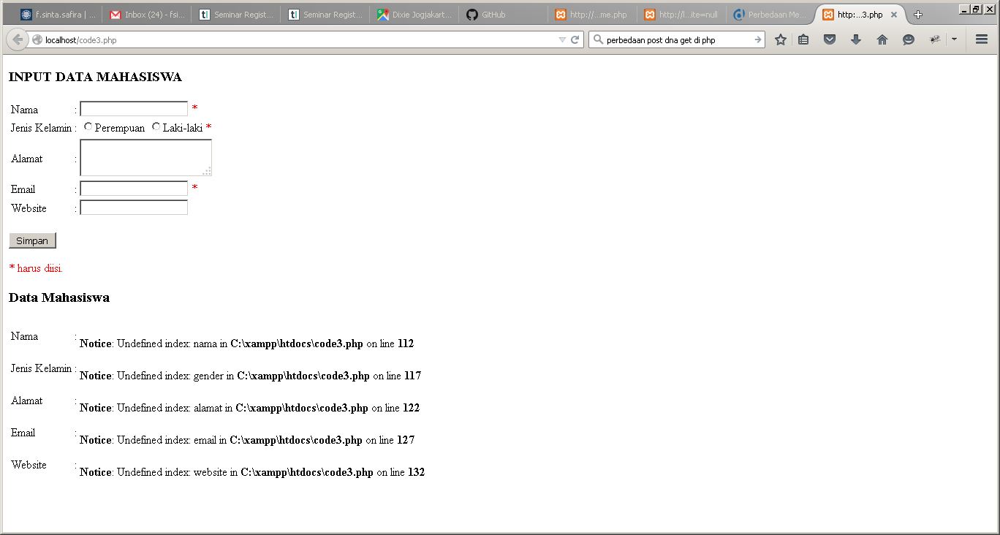 f.sinta.safira | ... Inbox (24) - fsi... Seminar Regist... Seminar Regist... Dixie Jogjakart... GitHub http://...me.php http://l...ite=null Perbedaan Me... http:...3.php
localhost/code3.php perbedaan post dna get di php
INPUT DATA MAHASISWA
Nama : *
Jenis Kelamin : Perempuan Laki-laki *
Alamat :
Email : *
Website :
Simpan
* harus diisi.
Data Mahasiswa
Nama : Notice: Undefined index: nama in C:\xampp\htdocs\code3.php on line 112
Jenis Kelamin : Notice: Undefined index: gender in C:\xampp\htdocs\code3.php on line 117
Alamat : Notice: Undefined index: alamat in C:\xampp\htdocs\code3.php on line 122
Email : Notice: Undefined index: email in C:\xampp\htdocs\code3.php on line 127
Website : Notice: Undefined index: website in C:\xampp\htdocs\code3.php on line 132